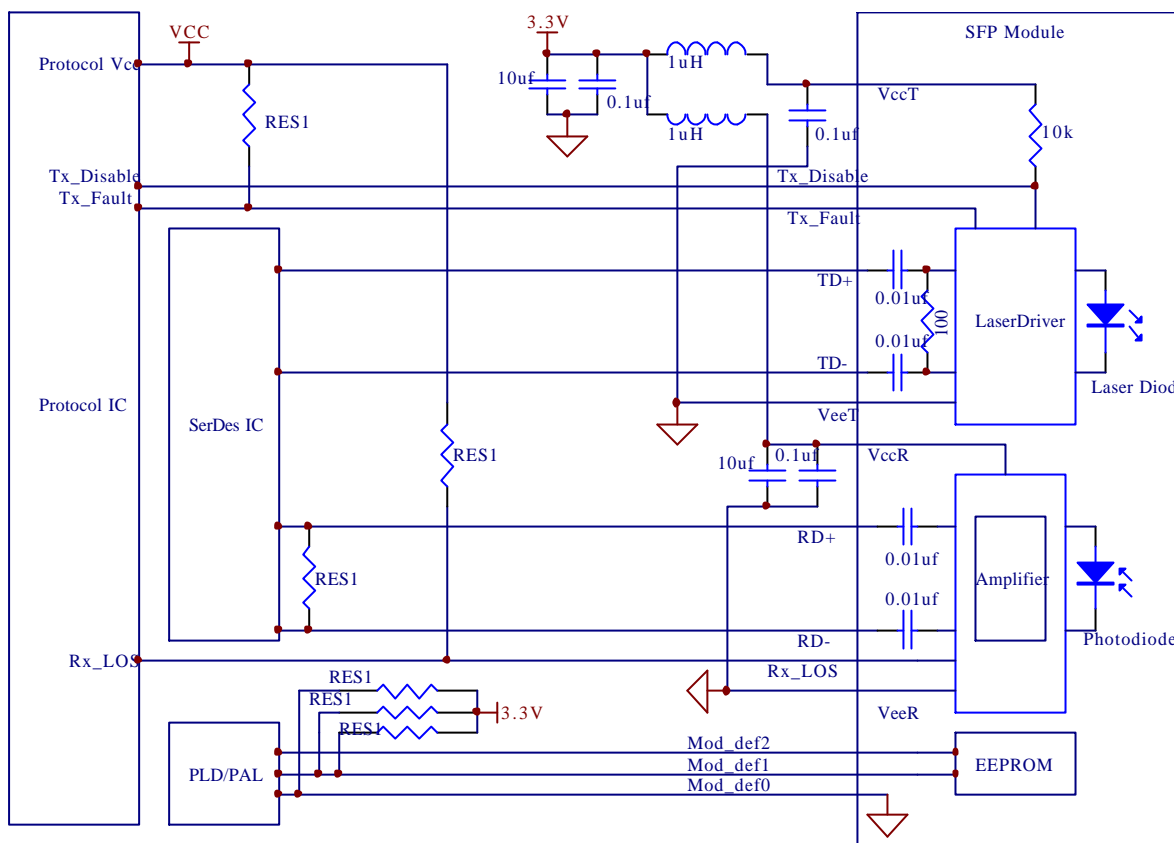 3.3V
SFP Module
VCC
Protocol Vcc
1uH
10uf
0.1uf
VccT
RES1
1uH
0.1uf
10k
Tx_Disable
Tx_Disable
Tx_Fault
Tx_Fault
TD+
0.01uf
100
LaserDriver
0.01uf
TD-
Laser Diod
Protocol IC
SerDes IC
VeeT
RES1
10uf
0.1uf
VccR
RD+
0.01uf
RES1
Amplifier
0.01uf
RD-
Photodiode
Rx_LOS
Rx_LOS
RES1
RES1
3.3V
VeeR
RES1
Mod_def2
PLD/PAL
Mod_def1
EEPROM
Mod_def0